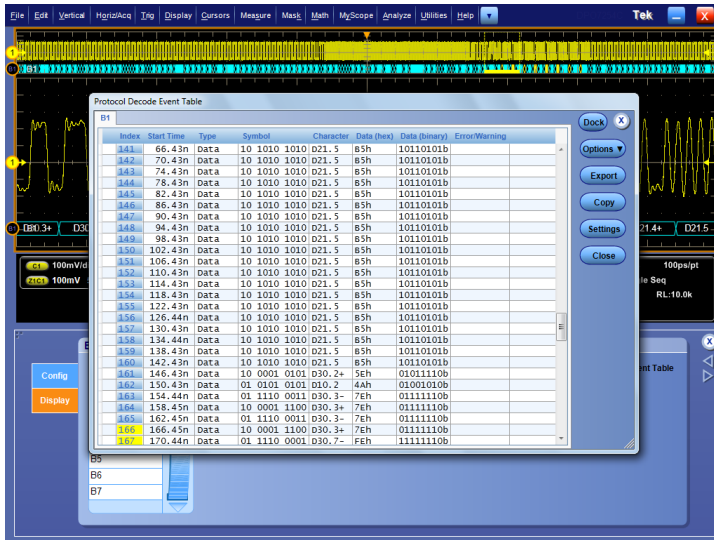 File Edit Vertical Horiz/Acq Trig Display Cursors Measure Mask Math MyScope Analyze Utilities Help Tek X
1
B1 B1
Protocol Decode Event Table
B1
Dock X
Index Start Time Type Symbol Character Data (hex) Data (binary) Error/Warning
141 66.43n Data 10 1010 1010 D21.5 B5h 10110101b
142 70.43n Data 10 1010 1010 D21.5 B5h 10110101b
Options
143 74.43n Data 10 1010 1010 D21.5 B5h 10110101b
144 78.43n Data 10 1010 1010 D21.5 B5h 10110101b
1
Export
145 82.43n Data 10 1010 1010 D21.5 B5h 10110101b
146 86.43n Data 10 1010 1010 D21.5 B5h 10110101b
Copy
147 90.43n Data 10 1010 1010 D21.5 B5h 10110101b
148 94.43n Data 10 1010 1010 D21.5 B5h 10110101b
B1 D30 Settings 21.4+ D21.5
149 98.43n Data 10 1010 1010 D21.5 B5h 10110101b
150 102.43n Data 10 1010 1010 D21.5 B5h 10110101b
Close
151 106.43n Data 10 1010 1010 D21.5 B5h 10110101b
C1 100mV/d 100ps/pt
152 110.43n Data 10 1010 1010 D21.5 B5h 10110101b
Z1C1 100mV le Seq
153 114.43n Data 10 1010 1010 D21.5 B5h 10110101b
RL:10.0k
154 118.43n Data 10 1010 1010 D21.5 B5h 10110101b
155 122.43n Data 10 1010 1010 D21.5 B5h 10110101b
156 126.44n Data 10 1010 1010 D21.5 B5h 10110101b
157 130.43n Data 10 1010 1010 D21.5 B5h 10110101b
158 134.44n Data 10 1010 1010 D21.5 B5h 10110101b
159 138.43n Data 10 1010 1010 D21.5 B5h 10110101b
X
160 142.43n Data 10 1010 1010 D21.5 B5h 10110101b
161 146.43n Data 10 0001 0101 D30.2+ 5Eh 01011110b
ent Table
Config
162 150.43n Data 01 0101 0101 D10.2 4Ah 01001010b
163 154.44n Data 01 1110 0011 D30.3- 7Eh 01111110b
Display
164 158.45n Data 10 0001 1100 D30.3+ 7Eh 01111110b
165 162.45n Data 01 1110 0011 D30.3- 7Eh 01111110b
166 166.45n Data 10 0001 1100 D30.3+ 7Eh 01111110b
167 170.44n Data 01 1110 0001 D30.7- FEh 11111110b
B5
B6
B7